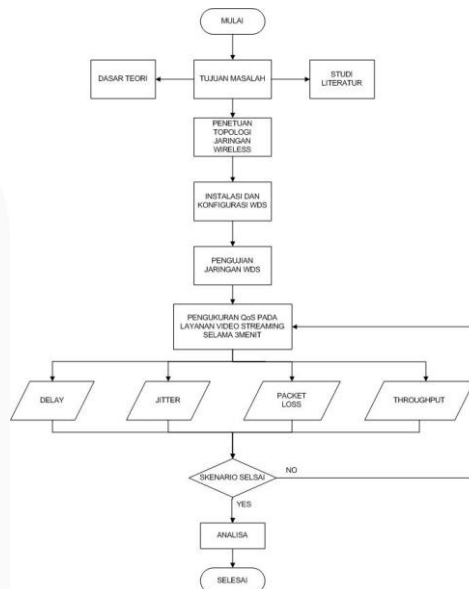 MULAI
DASAR TEORI
TUJUAN MASALAH
STUDI
LITERATUR
PENETUAN
TOPOLOGI
JARINGAN
WIRELESS
INSTALASI DAN
KONFIGURASI WDS
PENGUJIAN
JARINGAN WDS
PENGUKURAN QoS PADA
LAYANAN VIDEO STREAMING
SELAMA 3MENIT
DELAY
JITTER
PACKET
LOSS
THROUGHPUT
SKENARIO SELSAI
NO
YES
ANALISA
SELESAI